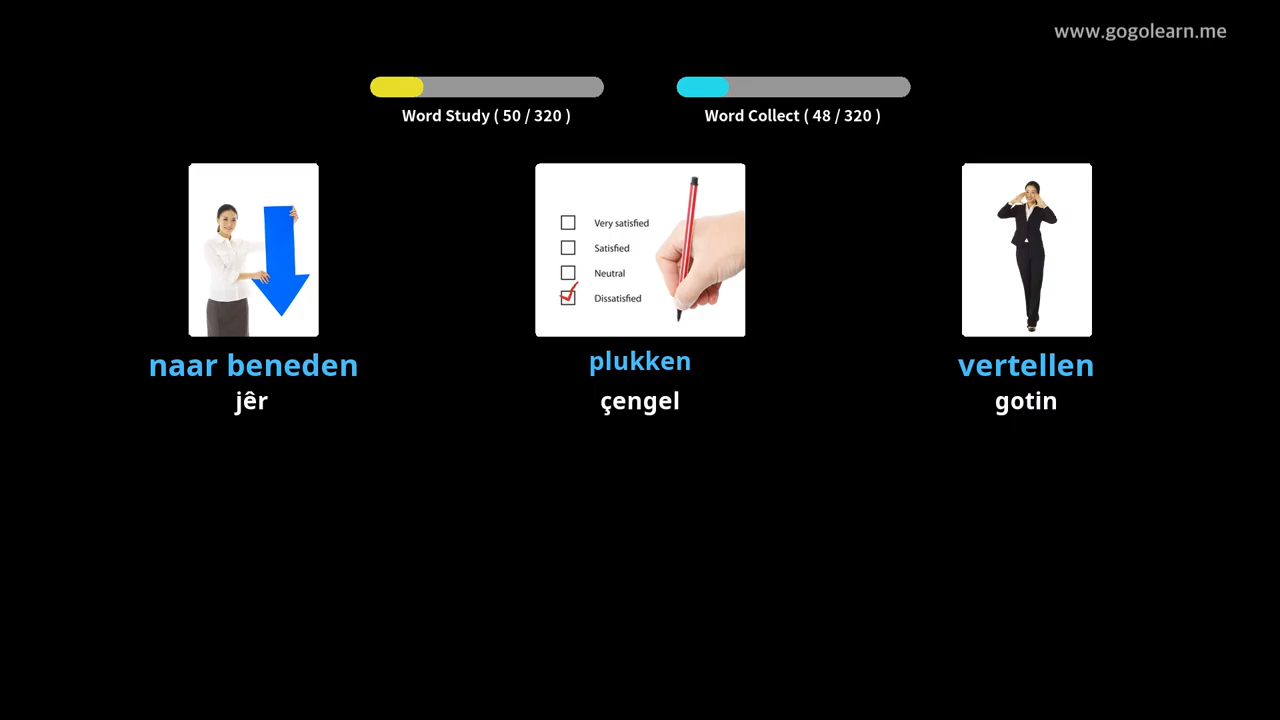 www.gogolearn.me
Word Study ( 50 / 320 )
Word Collect ( 48 / 320 )
Very satisfied
Satisfied
Neutral
Dissatisfied
naar beneden
jêr
plukken
çengel
vertellen
gotin